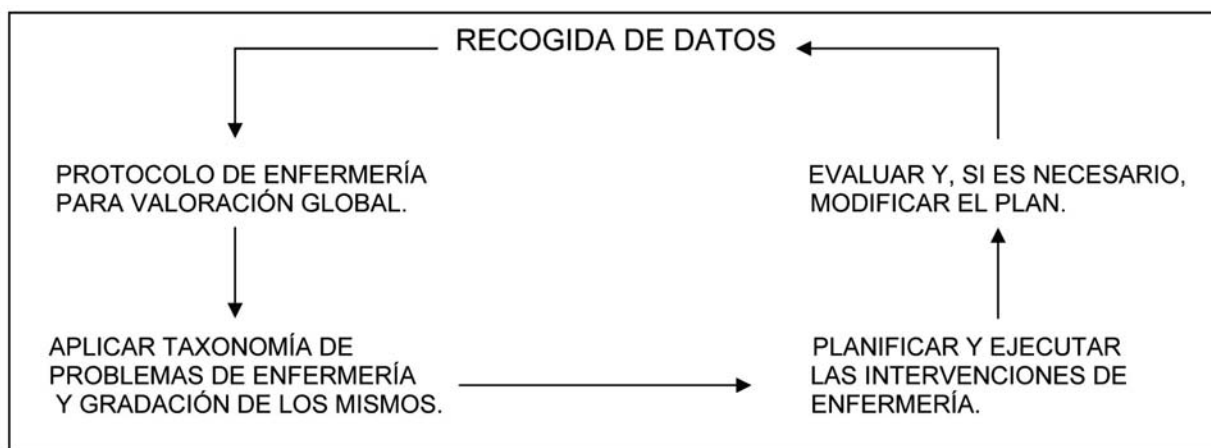 RECOGIDA DE DATOS
PROTOCOLO DE ENFERMERÍA
PARA VALORACIÓN GLOBAL.
APLICAR TAXONOMÍA DE
PROBLEMAS DE ENFERMERÍA
Y GRADACIÓN DE LOS MISMOS.
PLANIFICAR Y EJECUTAR
LAS INTERVENCIONES DE
ENFERMERÍA.
EVALUAR Y, SI ES NECESARIO,
MODIFICAR EL PLAN.